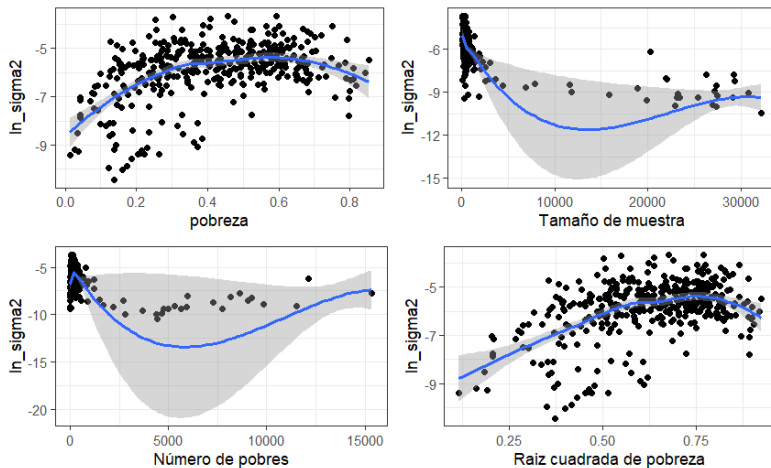 ln_sigma2
-5
-7
-9
0.0 0.2 0.4 0.6 0.8
pobreza
ln_sigma2
-6
-9
-12
-15
0 10000 20000 30000
Tamaño de muestra
ln_sigma2
-5
-10
-15
-20
0 5000 10000 15000
Número de pobres
ln_sigma2
-5
-7
-9
0.25 0.50 0.75
Raiz cuadrada de pobreza